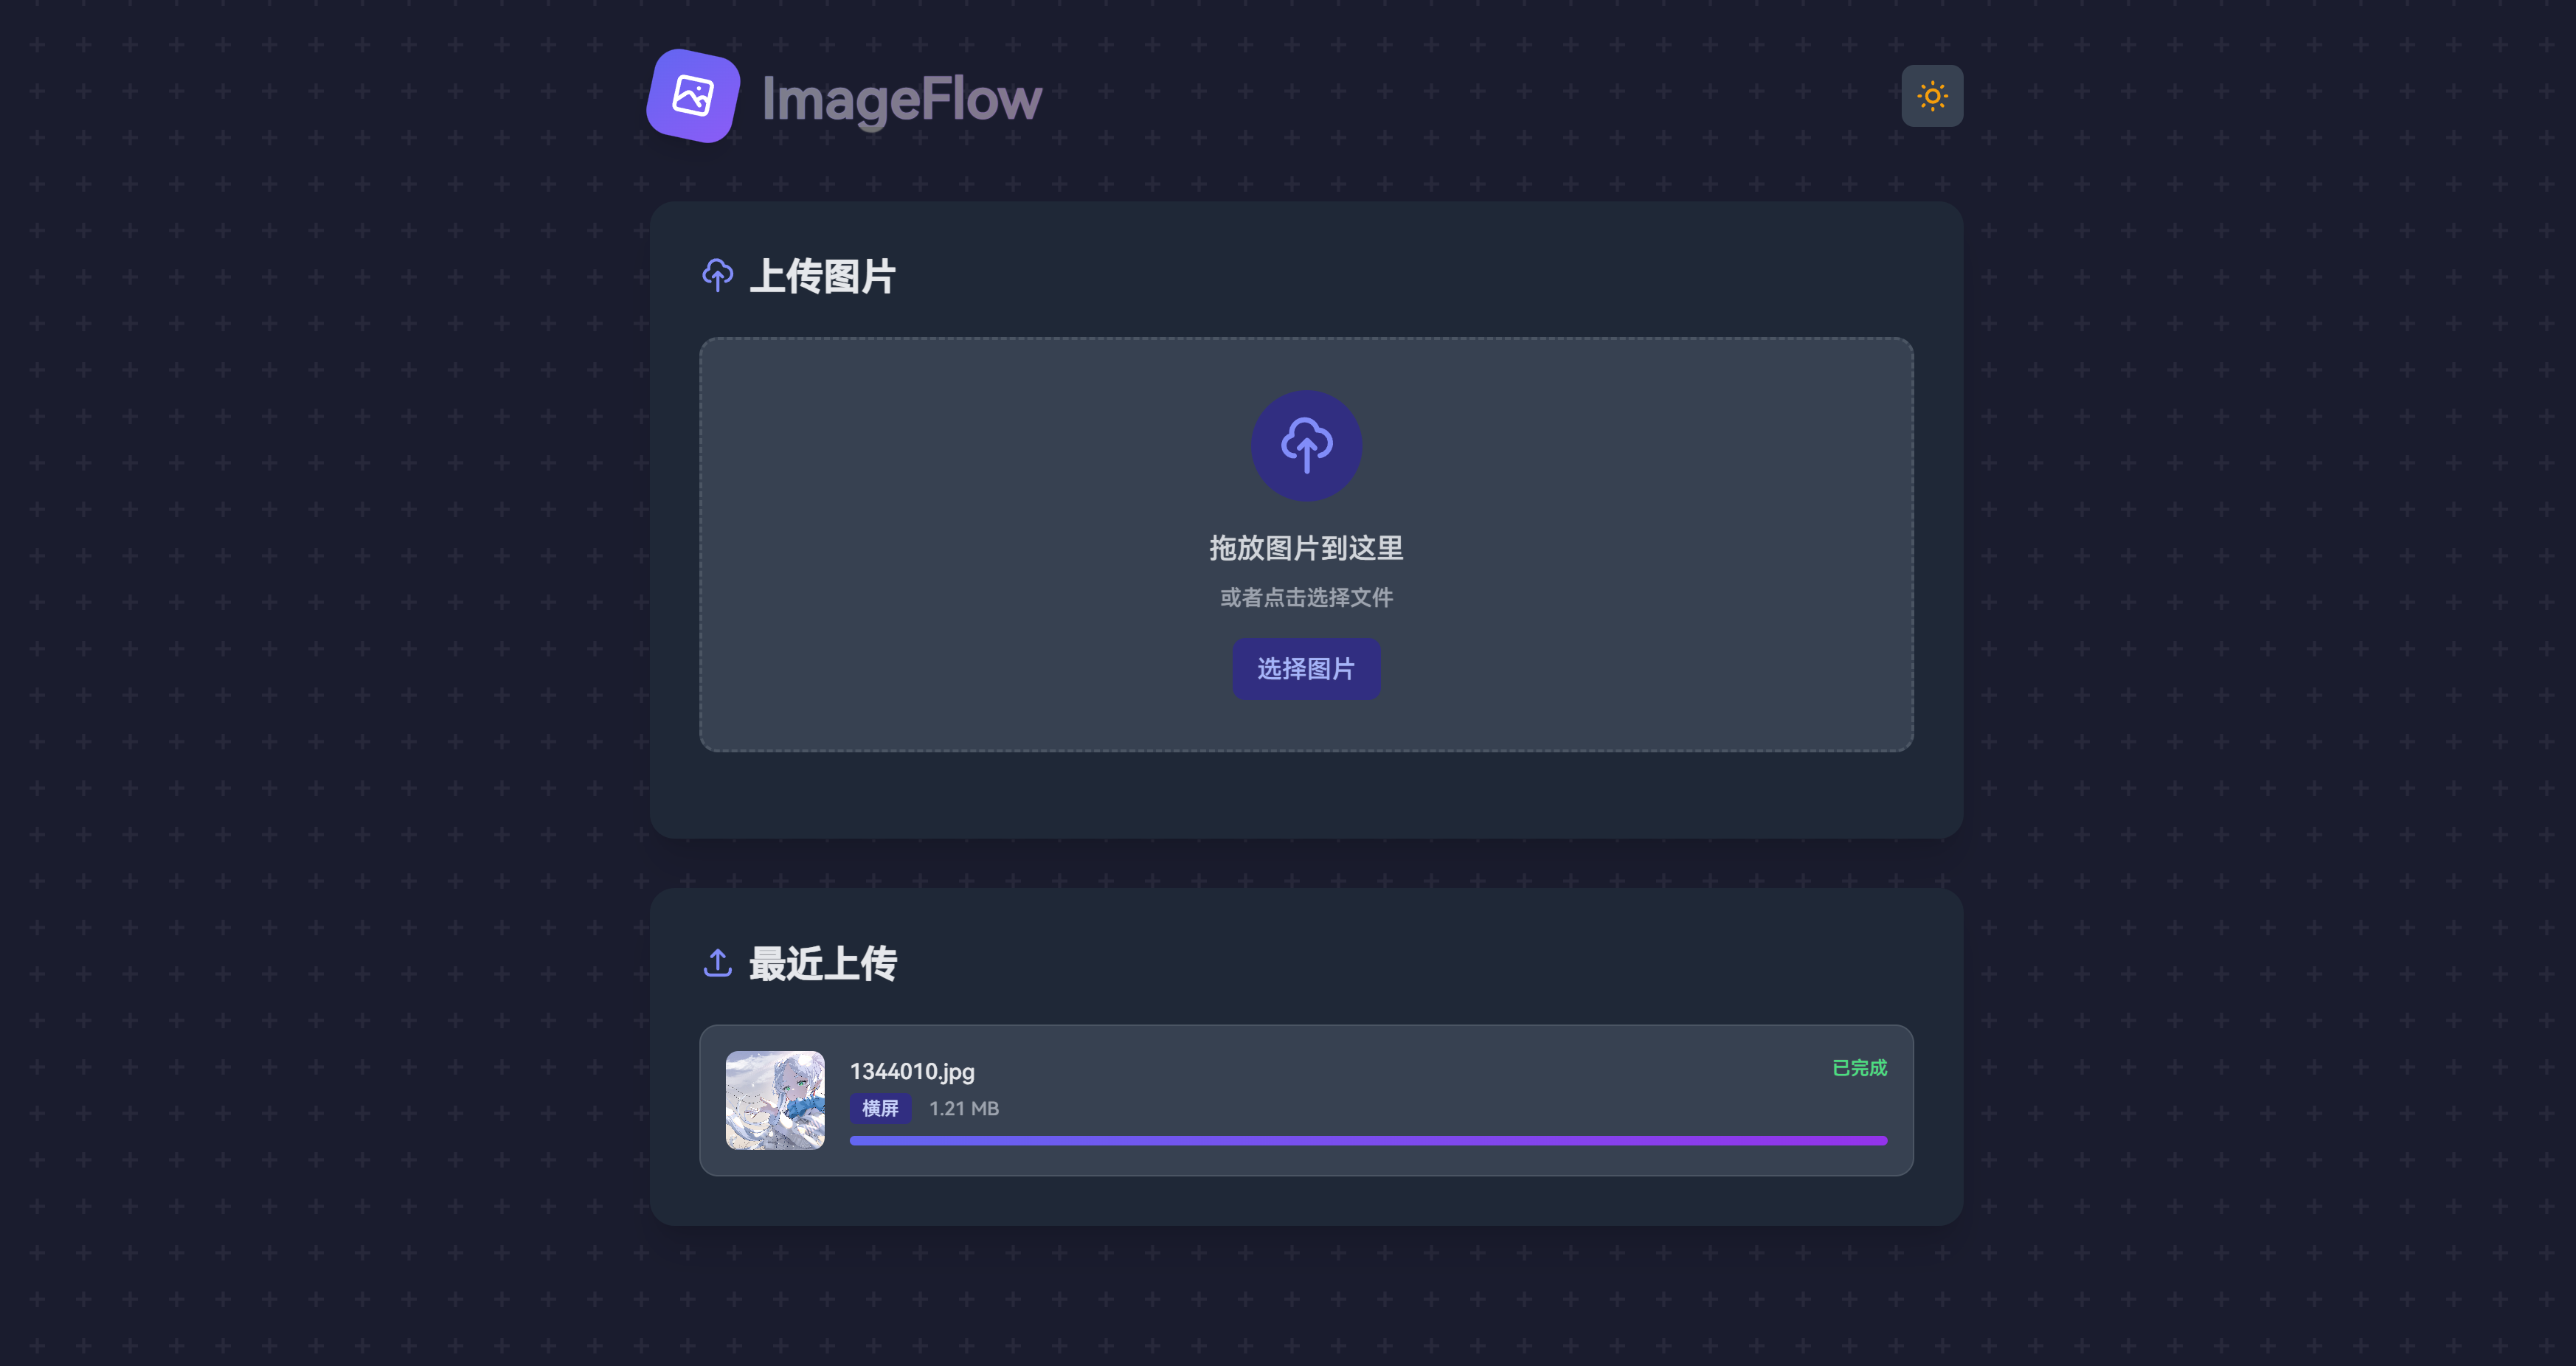 ImageFlow
上传图片
拖放图片到这里
或者点击选择文件
选择图片
最近上传
1344010.jpg
已完成
横屏 1.21 MB